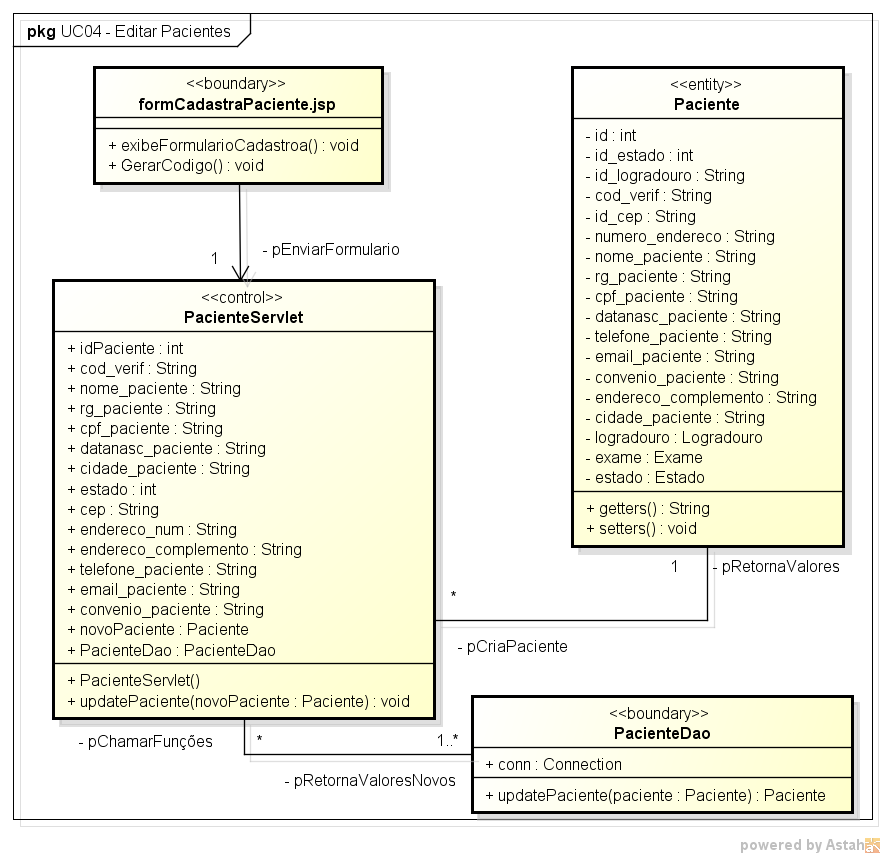 pkg UC04 - Editar Pacientes
<<boundary>>
formCadastraPaciente.jsp
+ exibeFormularioCadastroa() : void
+ GerarCodigo() : void
1
- pEnviarFormulario
<<control>>
PacienteServlet
+ idPaciente : int
+ cod_verif : String
+ nome_paciente : String
+ rg_paciente : String
+ cpf_paciente : String
+ datanasc_paciente : String
+ cidade_paciente : String
+ estado : int
+ cep : String
+ endereco_num : String
+ endereco_complemento : String
+ telefone_paciente : String
+ email_paciente : String
+ convenio_paciente : String
+ novoPaciente : Paciente
+ PacienteDao : PacienteDao
+ PacienteServlet()
+ updatePaciente(novoPaciente : Paciente) : void
<<entity>>
Paciente
- id : int
- id_estado : int
- id_logradouro : String
- cod_verif : String
- id_cep : String
- numero_endereco : String
- nome_paciente : String
- rg_paciente : String
- cpf_paciente : String
- datanasc_paciente : String
- telefone_paciente : String
- email_paciente : String
- convenio_paciente : String
- endereco_complemento : String
- cidade_paciente : String
- logradouro : Logradouro
- exame : Exame
- estado : Estado
+ getters() : String
+ setters() : void
1
- pRetornaValores
*
- pCriaPaciente
- pChamarFunções
*
1..*
- pRetornaValoresNovos
<<boundary>>
PacienteDao
+ conn : Connection
+ updatePaciente(paciente : Paciente) : Paciente
powered by Astah